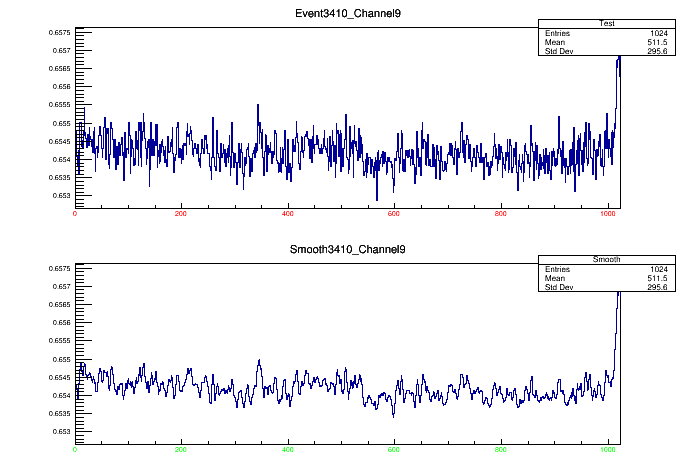 Event3410_Channel9
Test
Entries 1024
Mean 511.5
Std Dev 295.6
0.6575
0.657
0.6565
0.656
0.6555
0.655
0.6545
0.654
0.6535
0.653
0 200 400 600 800 1000
Smooth3410_Channel9
Smooth
Entries 1024
Mean 511.5
Std Dev 295.6
0.6575
0.657
0.6565
0.656
0.6555
0.655
0.6545
0.654
0.6535
0.653
0 200 400 600 800 1000